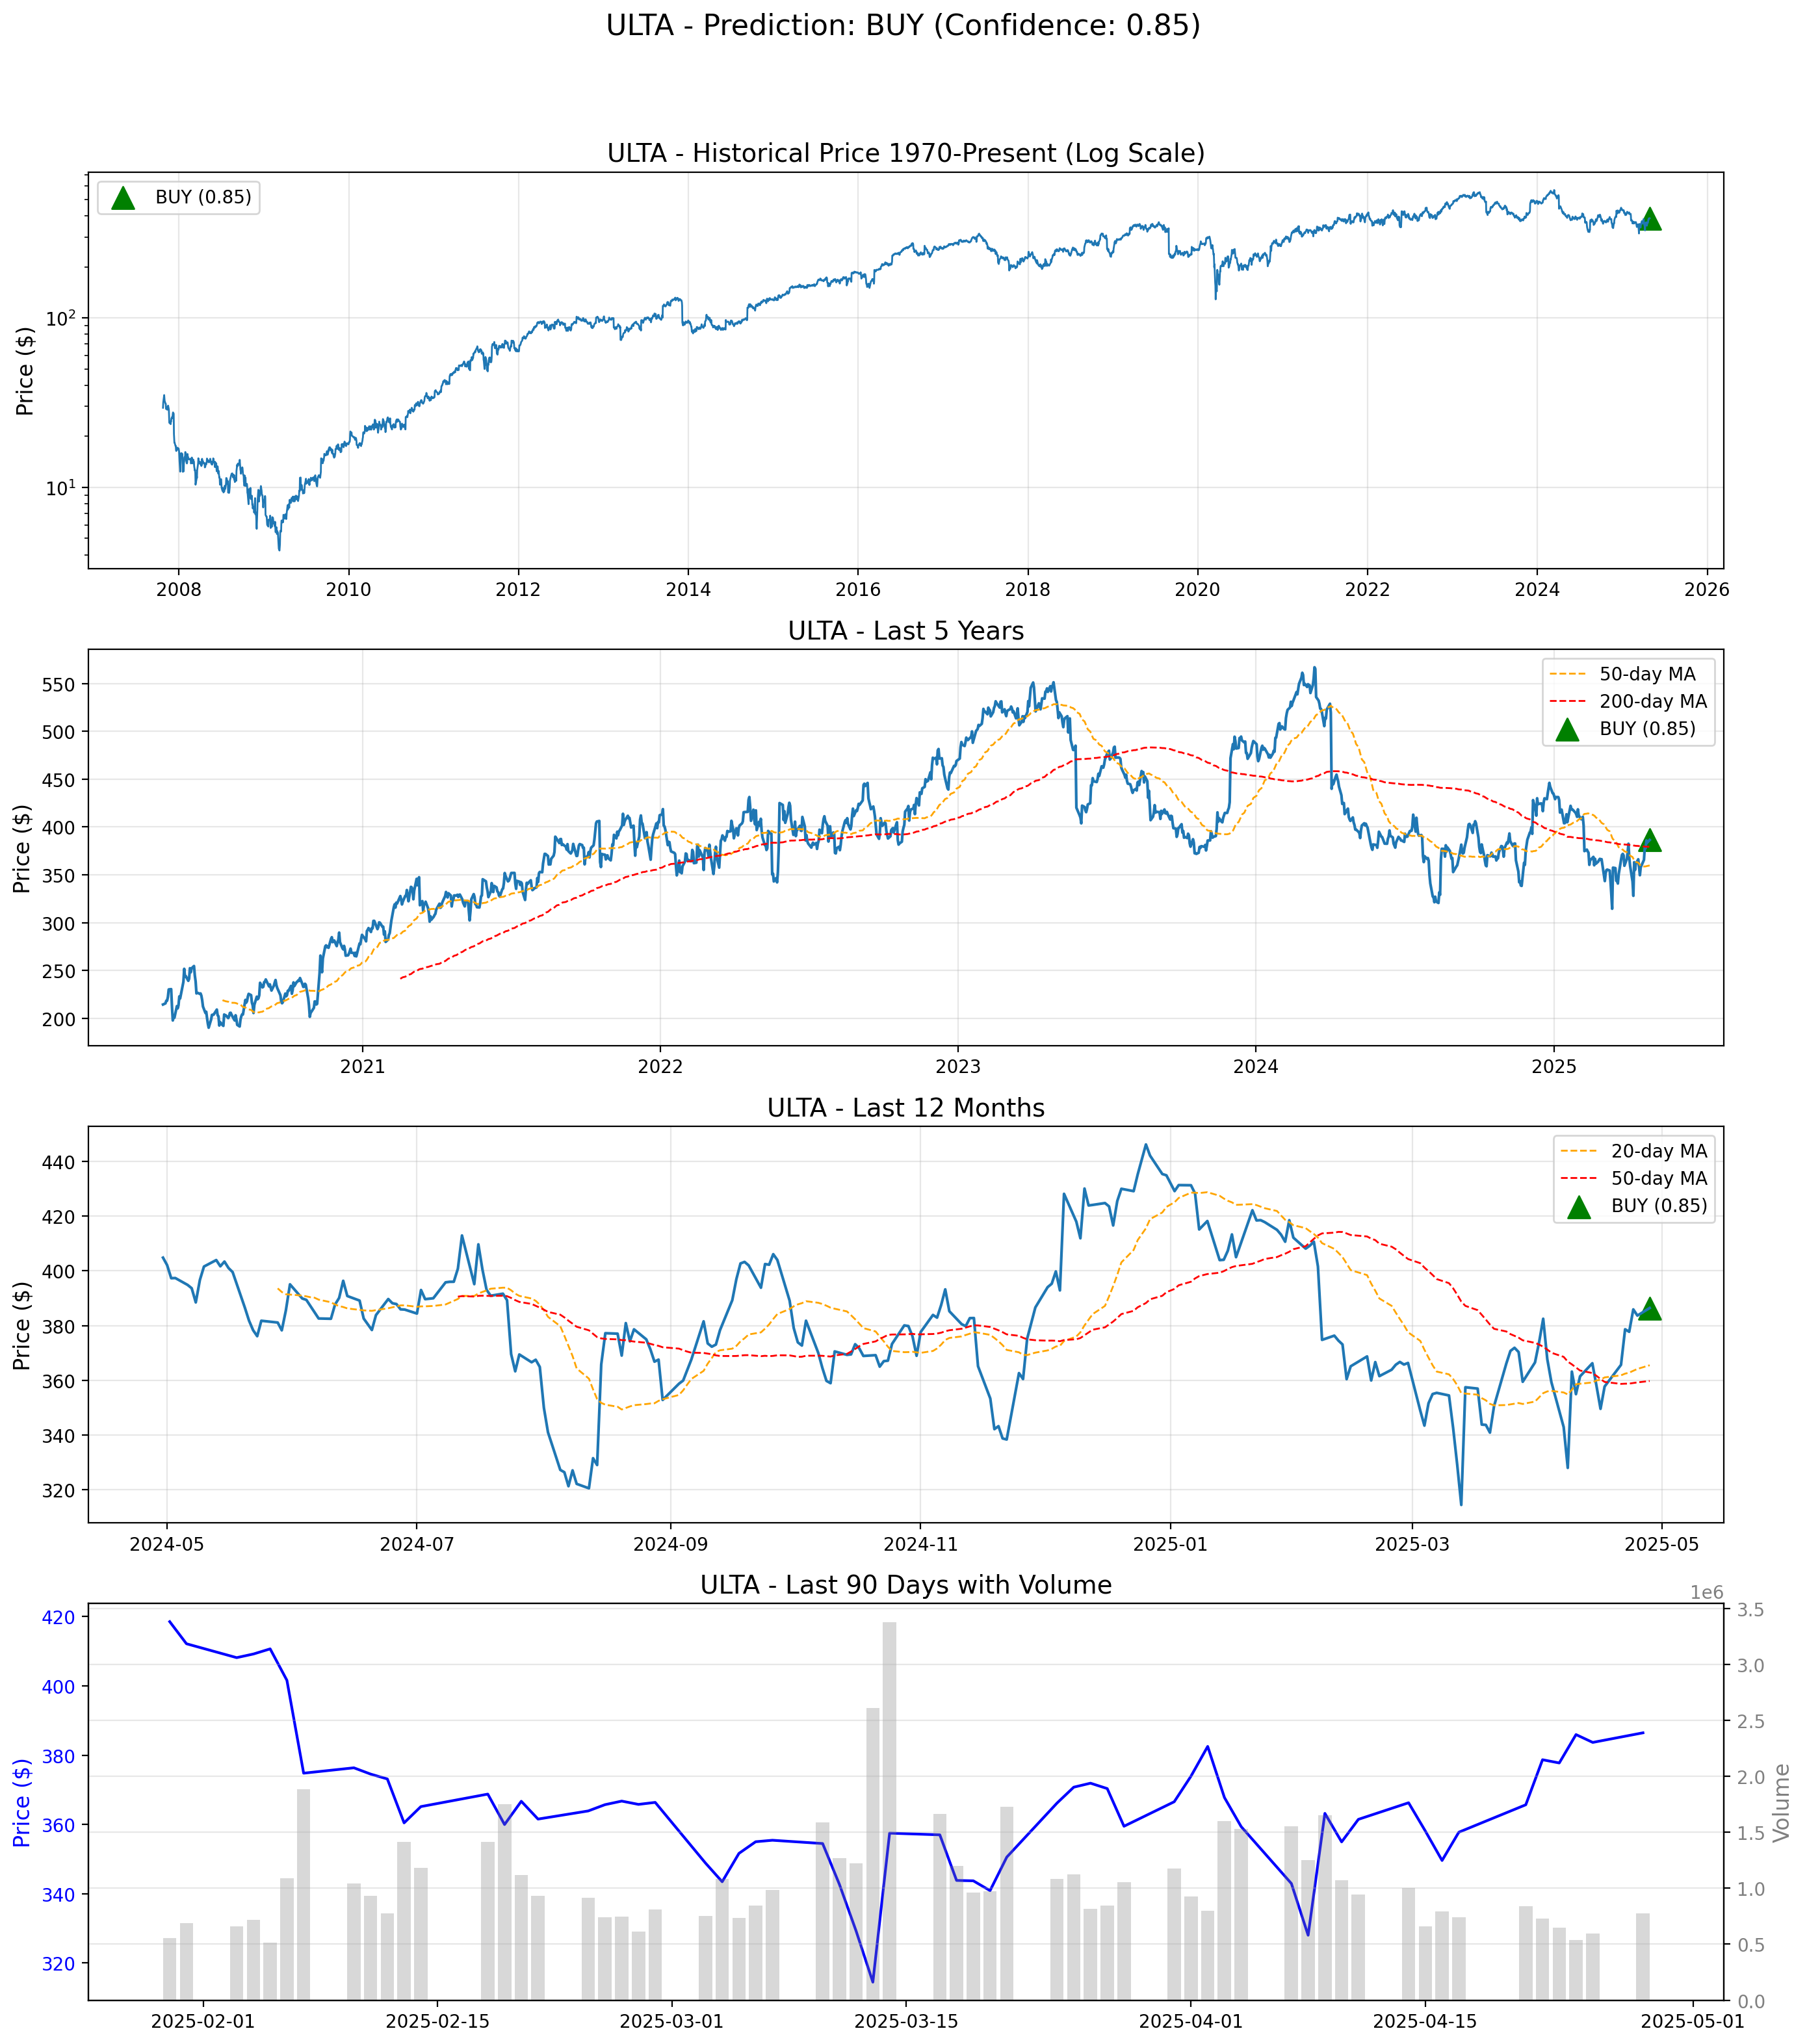 ULTA - Prediction: BUY (Confidence: 0.85)
ULTA - Historical Price 1970-Present (Log Scale)
BUY (0.85)
Price ($)
10²
10¹
2008 2010 2012 2014 2016 2018 2020 2022 2024 2026
ULTA - Last 5 Years
50-day MA
200-day MA
BUY (0.85)
Price ($)
550
500
450
400
350
300
250
200
2021 2022 2023 2024 2025
ULTA - Last 12 Months
20-day MA
50-day MA
BUY (0.85)
Price ($)
440
420
400
380
360
340
320
2024-05 2024-07 2024-09 2024-11 2025-01 2025-03 2025-05
ULTA - Last 90 Days with Volume
1e6
Price ($)
420
400
380
360
340
320
3.5
3.0
2.5
2.0
1.5
1.0
0.5
0.0
Volume
2025-02-01 2025-02-15 2025-03-01 2025-03-15 2025-04-01 2025-04-15 2025-05-01